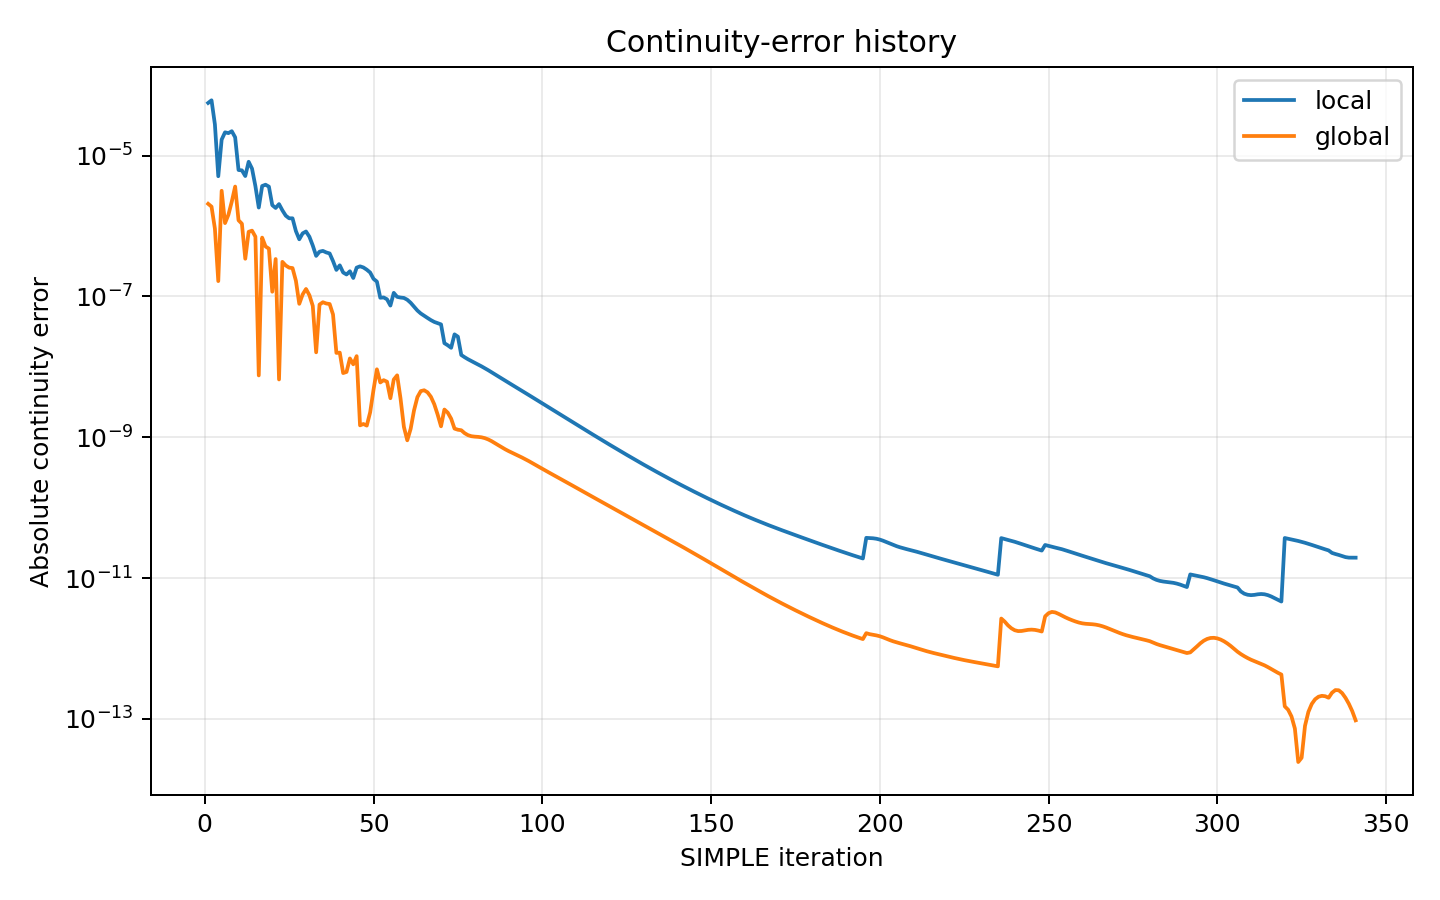 Continuity-error history
local
global
Absolute continuity error
10⁻⁵
10⁻⁷
10⁻⁹
10⁻¹¹
10⁻¹³
0 50 100 150 200 250 300 350
SIMPLE iteration